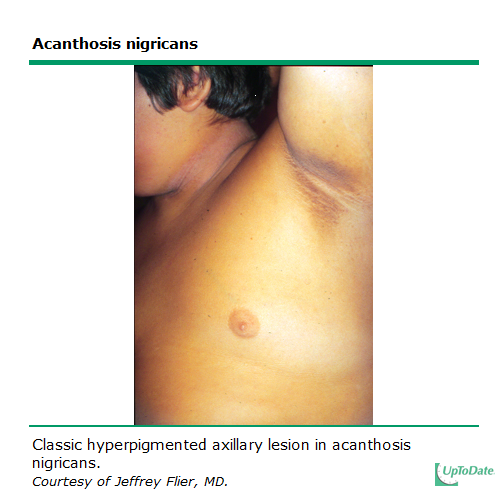 Acanthosis nigricans
Classic hyperpigmented axillary lesion in acanthosis
nigricans.
Courtesy of Jeffrey Flier, MD.
UpToDate